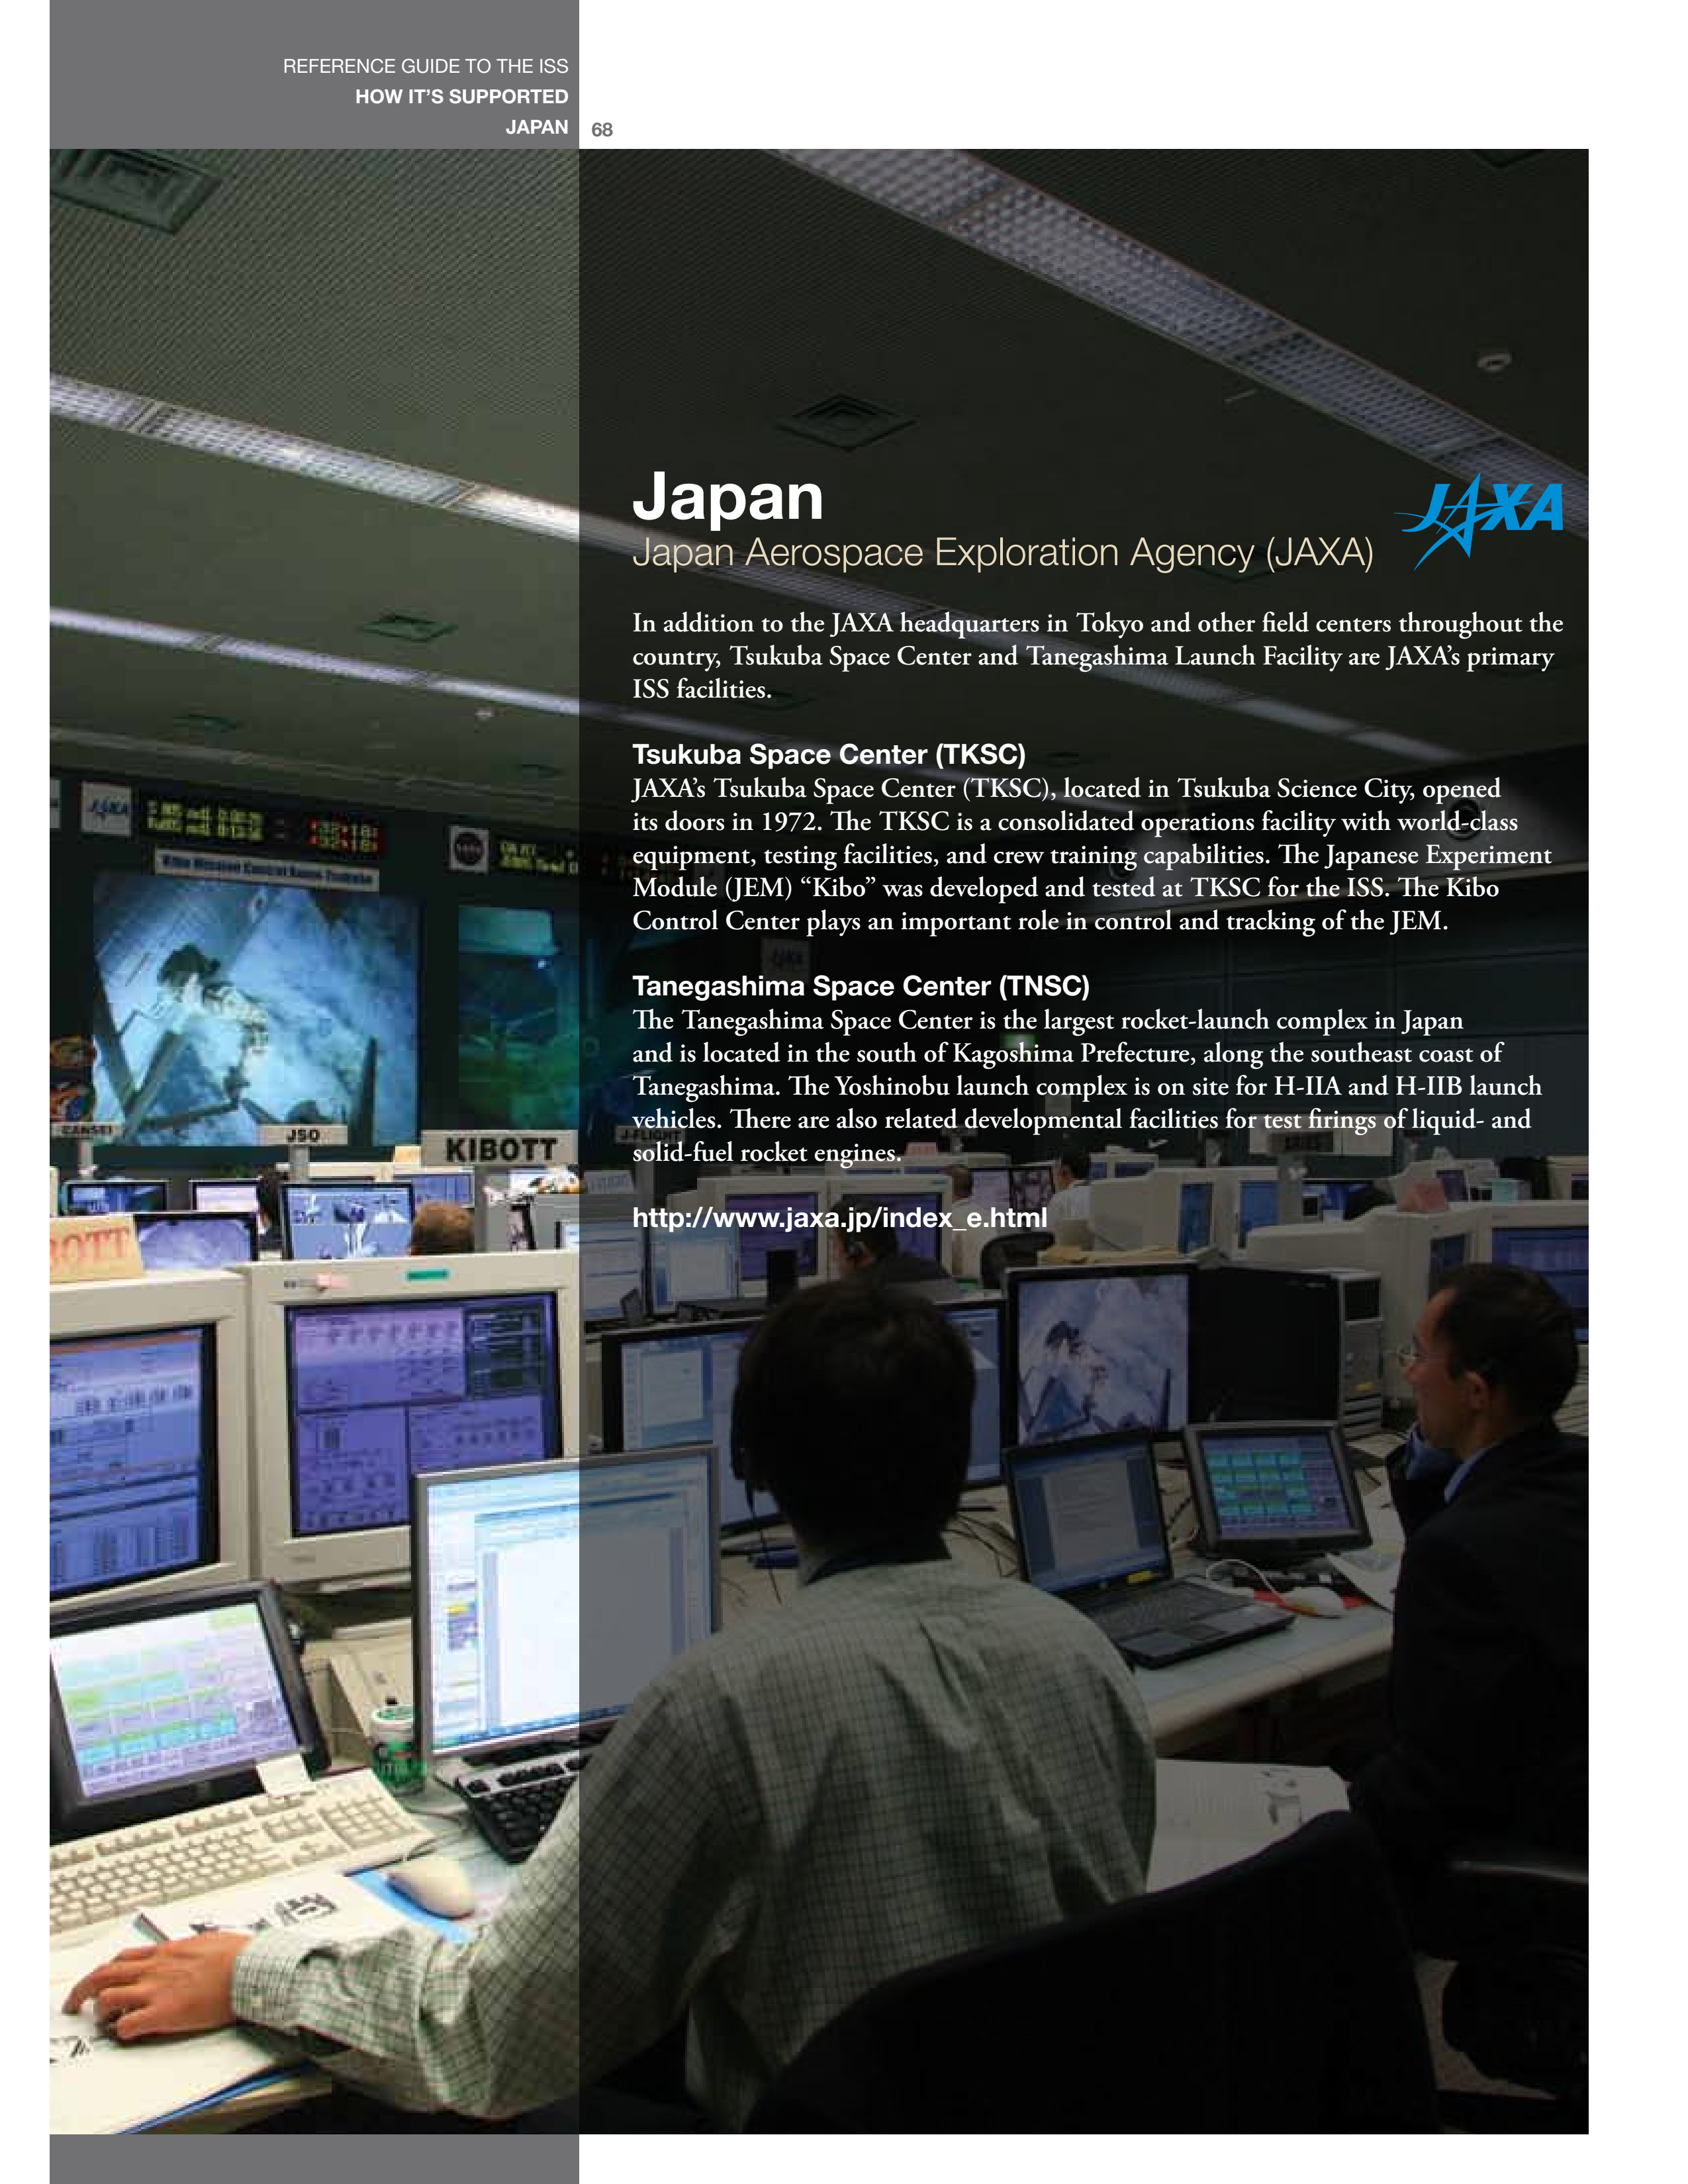 REFERENCE GUIDE TO THE ISS
HOW IT’S SUPPORTED
JAPAN
68
Japan
JAXA
Japan Aerospace Exploration Agency (JAXA)
In addition to the JAXA headquarters in Tokyo and other field centers throughout the
country, Tsukuba Space Center and Tanegashima Launch Facility are JAXA’s primary
ISS facilities.
Tsukuba Space Center (TKSC)
JAXA’s Tsukuba Space Center (TKSC), located in Tsukuba Science City, opened
its doors in 1972. The TKSC is a consolidated operations facility with world-class
equipment, testing facilities, and crew training capabilities. The Japanese Experiment
Module (JEM) “Kibo” was developed and tested at TKSC for the ISS. The Kibo
Control Center plays an important role in control and tracking of the JEM.
Tanegashima Space Center (TNSC)
The Tanegashima Space Center is the largest rocket-launch complex in Japan
and is located in the south of Kagoshima Prefecture, along the southeast coast of
Tanegashima. The Yoshinobu launch complex is on site for H-IIA and H-IIB launch
vehicles. There are also related developmental facilities for test firings of liquid- and
solid-fuel rocket engines.
http://www.jaxa.jp/index_e.html
JAXA
CANSEI
JSO
KIBOTT
J-FLIGHT